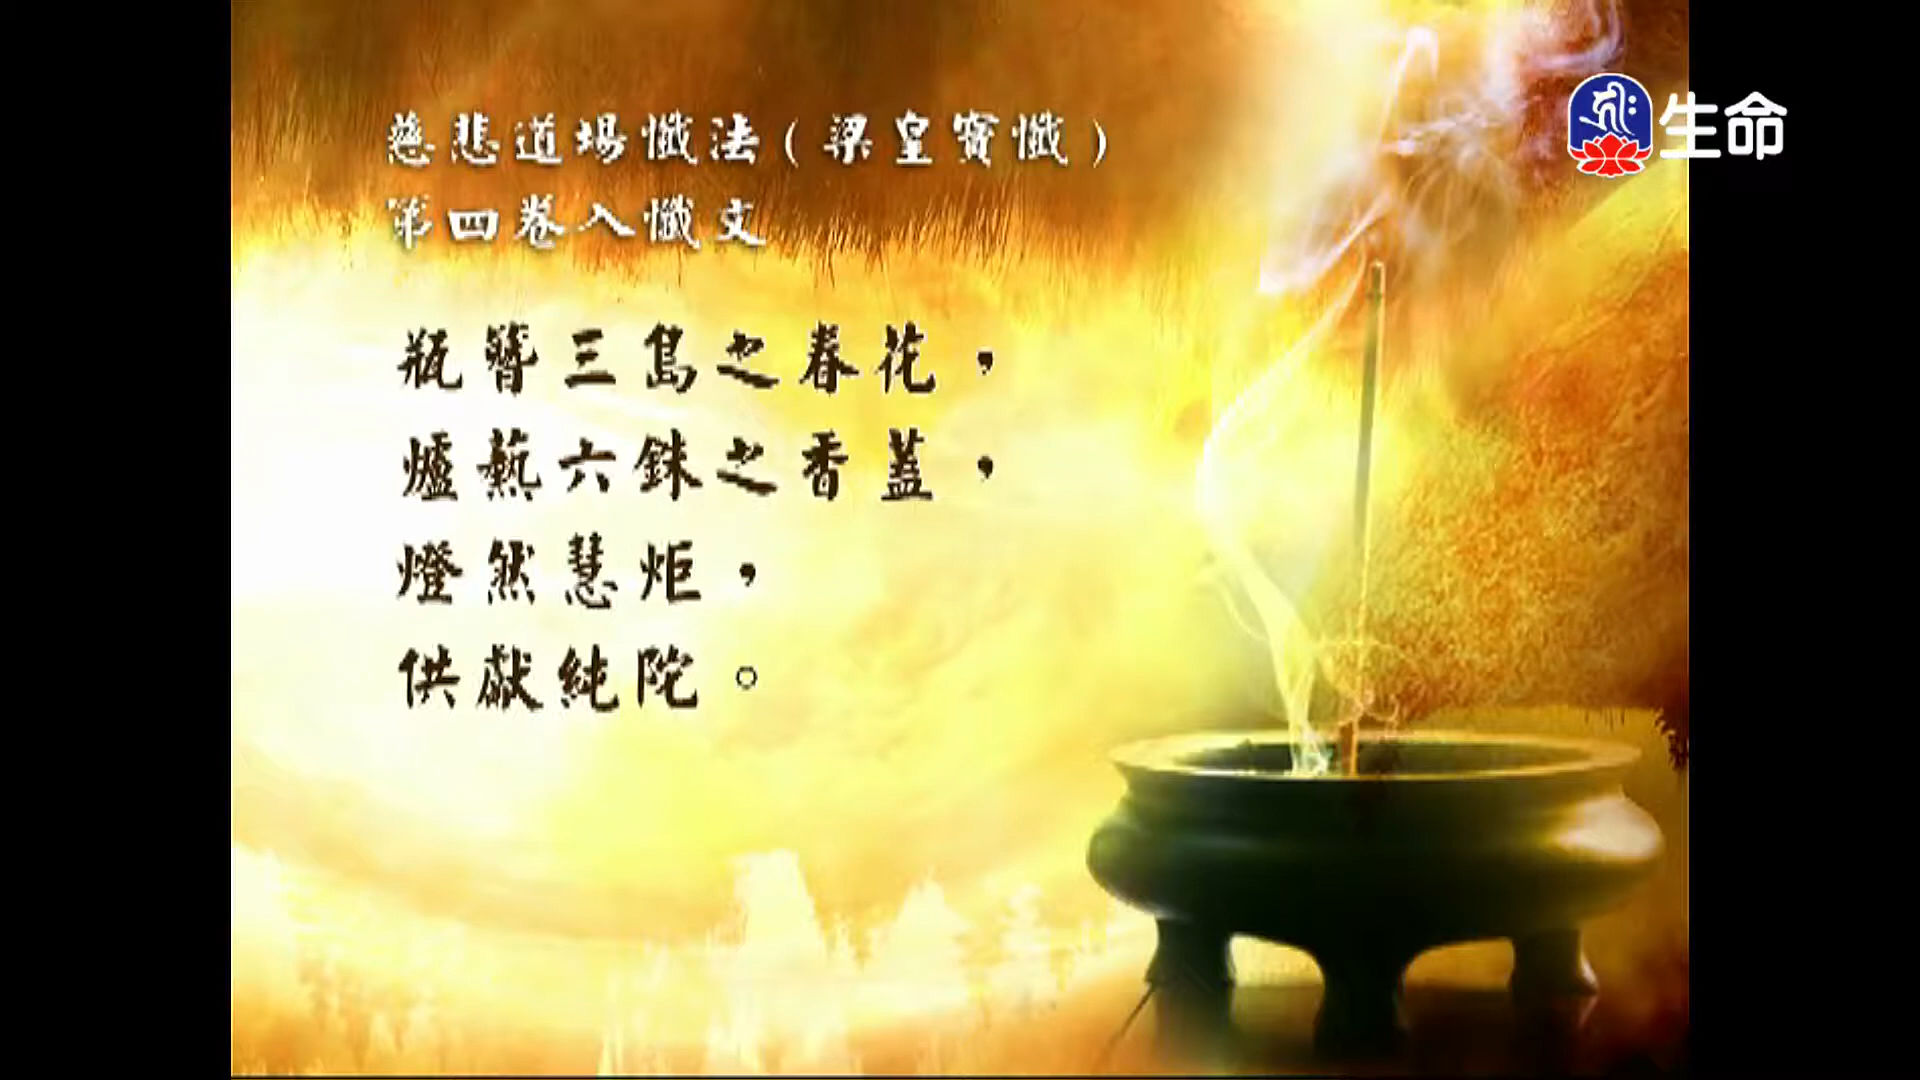 慈悲道場懺法(梁皇寶懺)
第四卷入懺文
生命
瓶簪三島之春花，
爐爇六銖之香蓋，
燈然慧炬，
供獻純陀。